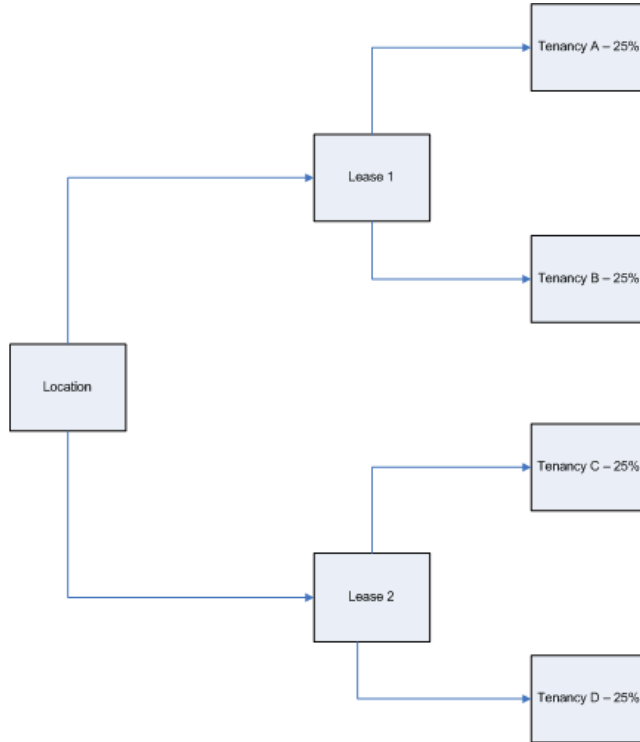 Tenancy A – 25%
Lease 1
Tenancy B – 25%
Location
Tenancy C – 25%
Lease 2
Tenancy D – 25%